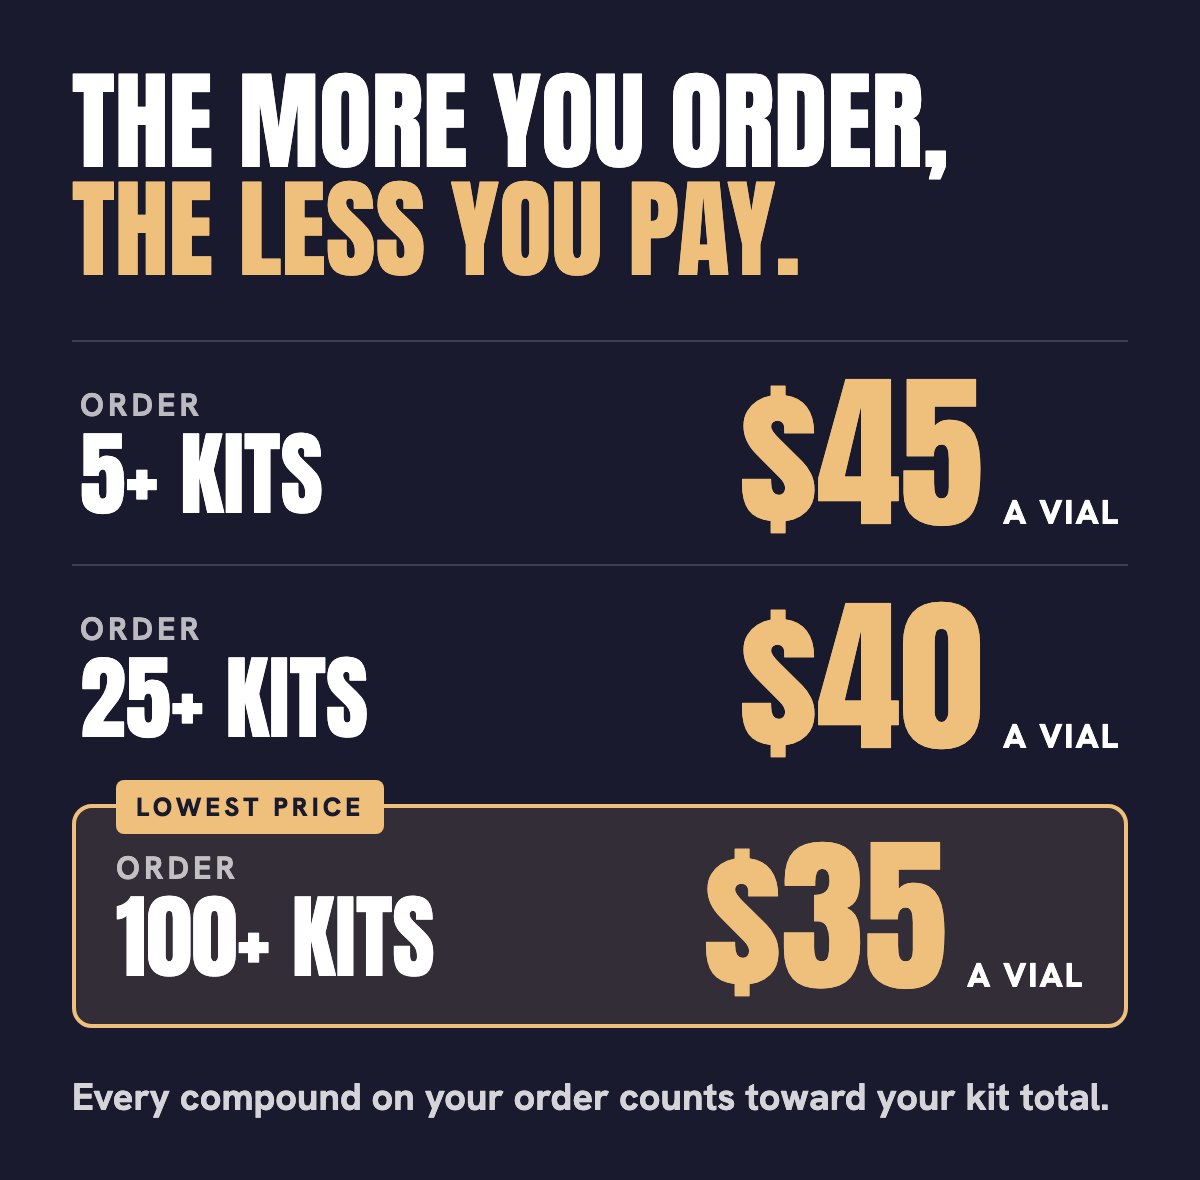 THE MORE YOU ORDER,
THE LESS YOU PAY.
ORDER
5+ KITS
$45 A VIAL
ORDER
25+ KITS
$40 A VIAL
LOWEST PRICE
ORDER
100+ KITS
$35 A VIAL
Every compound on your order counts toward your kit total.